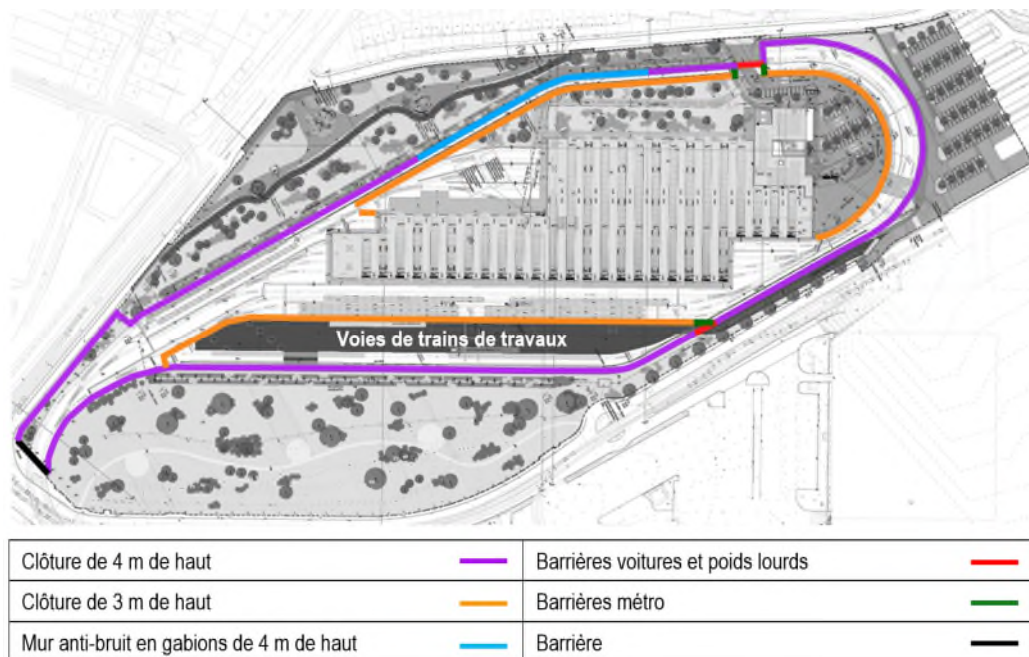 Voies de trains de travaux
Clôture de 4 m de haut
Barrières voitures et poids lourds
Clôture de 3 m de haut
Barrières métro
Mur anti-bruit en gabions de 4 m de haut
Barrière